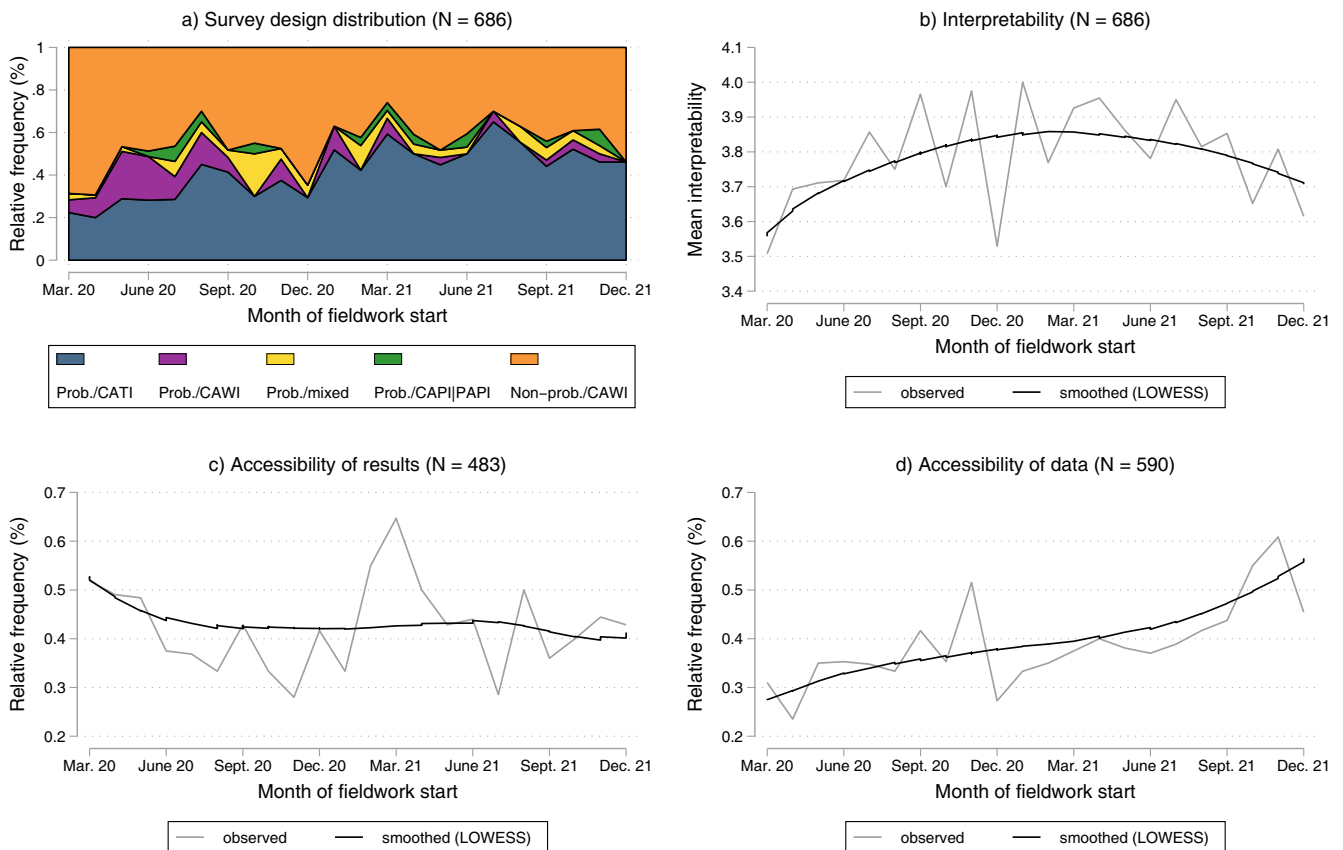 a) Survey design distribution (N = 686)
Relative frequency (%)
1
.8
.6
.4
.2
0
Mar. 20 June 20 Sept. 20 Dec. 20 Mar. 21 June 21 Sept. 21 Dec. 21
Month of fieldwork start
Prob./CATI Prob./CAWI Prob./mixed Prob./CAPI|PAPI Non−prob./CAWI
b) Interpretability (N = 686)
Mean interpretability
4.1
4.0
3.9
3.8
3.7
3.6
3.5
3.4
Mar. 20 June 20 Sept. 20 Dec. 20 Mar. 21 June 21 Sept. 21 Dec. 21
Month of fieldwork start
observed smoothed (LOWESS)
c) Accessibility of results (N = 483)
Relative frequency (%)
0.7
0.6
0.5
0.4
0.3
0.2
Mar. 20 June 20 Sept. 20 Dec. 20 Mar. 21 June 21 Sept. 21 Dec. 21
Month of fieldwork start
observed smoothed (LOWESS)
d) Accessibility of data (N = 590)
Relative frequency (%)
0.7
0.6
0.5
0.4
0.3
0.2
Mar. 20 June 20 Sept. 20 Dec. 20 Mar. 21 June 21 Sept. 21 Dec. 21
Month of fieldwork start
observed smoothed (LOWESS)